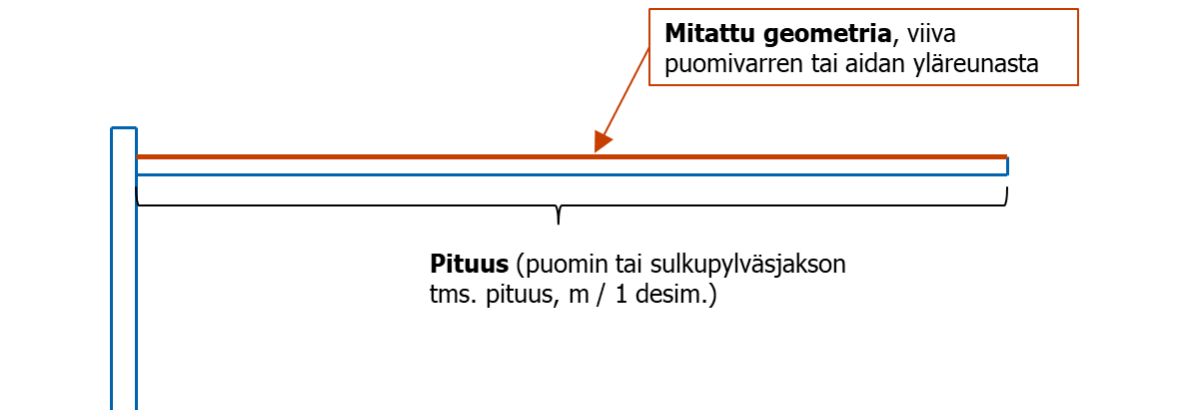 Mitattu geometria, viiva
puomivarren tai aidan yläreunasta
Pituus (puomin tai sulkupylväsjakson
tms. pituus, m / 1 desim.)